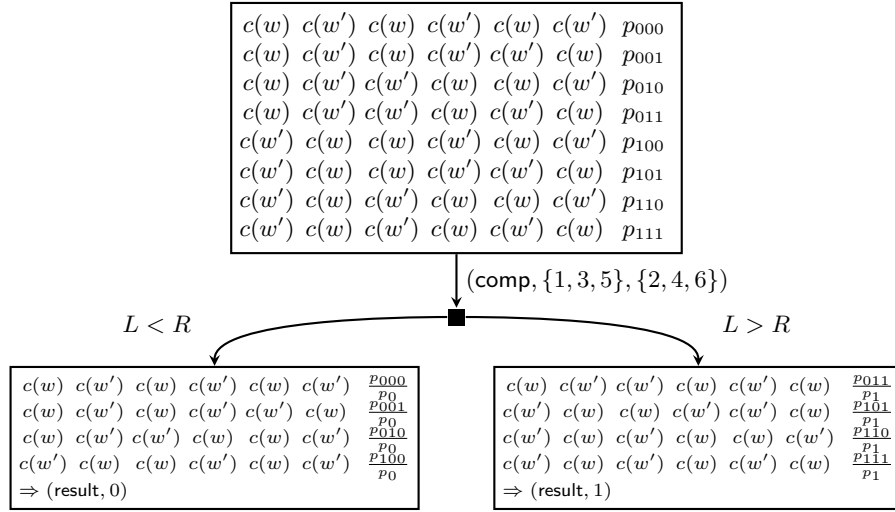 c(w) c(w′) c(w) c(w′) c(w) c(w′) p₀₀₀
c(w) c(w′) c(w) c(w′) c(w′) c(w) p₀₀₁
c(w) c(w′) c(w′) c(w) c(w) c(w′) p₀₁₀
c(w) c(w′) c(w′) c(w) c(w′) c(w) p₀₁₁
c(w′) c(w) c(w) c(w′) c(w) c(w′) p₁₀₀
c(w′) c(w) c(w) c(w′) c(w′) c(w) p₁₀₁
c(w′) c(w) c(w′) c(w) c(w) c(w′) p₁₁₀
c(w′) c(w) c(w′) c(w) c(w′) c(w) p₁₁₁
(comp, {1, 3, 5}, {2, 4, 6})
L < R
L > R
c(w) c(w′) c(w) c(w′) c(w) c(w′) p₀₀₀/p₀
c(w) c(w′) c(w) c(w′) c(w′) c(w) p₀₀₁/p₀
c(w) c(w′) c(w′) c(w) c(w) c(w′) p₀₁₀/p₀
c(w′) c(w) c(w) c(w′) c(w) c(w′) p₁₀₀/p₀
⇒ (result, 0)
c(w) c(w′) c(w′) c(w) c(w′) c(w) p₀₁₁/p₁
c(w′) c(w) c(w) c(w′) c(w′) c(w) p₁₀₁/p₁
c(w′) c(w) c(w′) c(w) c(w) c(w′) p₁₁₀/p₁
c(w′) c(w) c(w′) c(w) c(w′) c(w) p₁₁₁/p₁
⇒ (result, 1)